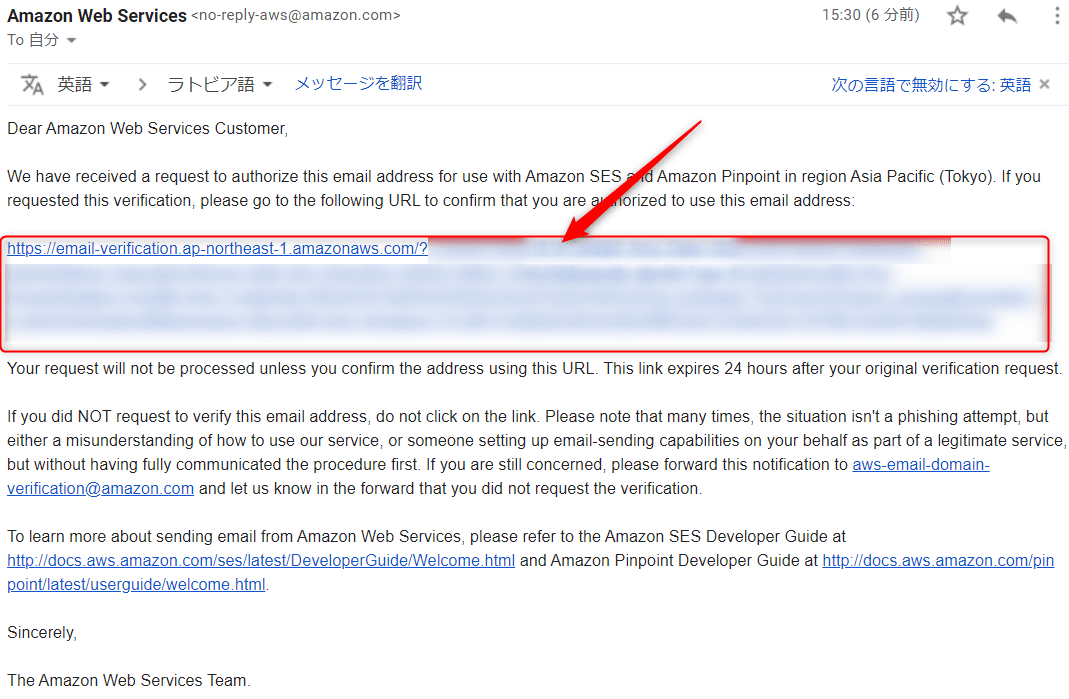 Amazon Web Services <no-reply-aws@amazon.com> 15:30 (6 分前)
To 自分
英語 ラトビア語 メッセージを翻訳 次の言語で無効にする: 英語 ×
Dear Amazon Web Services Customer,
We have received a request to authorize this email address for use with Amazon SES and Amazon Pinpoint in region Asia Pacific (Tokyo). If you
requested this verification, please go to the following URL to confirm that you are authorized to use this email address:
https://email-verification.ap-northeast-1.amazonaws.com/?
Your request will not be processed unless you confirm the address using this URL. This link expires 24 hours after your original verification request.
If you did NOT request to verify this email address, do not click on the link. Please note that many times, the situation isn't a phishing attempt, but
either a misunderstanding of how to use our service, or someone setting up email-sending capabilities on your behalf as part of a legitimate service,
but without having fully communicated the procedure first. If you are still concerned, please forward this notification to aws-email-domain-
verification@amazon.com and let us know in the forward that you did not request the verification.
To learn more about sending email from Amazon Web Services, please refer to the Amazon SES Developer Guide at
http://docs.aws.amazon.com/ses/latest/DeveloperGuide/Welcome.html and Amazon Pinpoint Developer Guide at http://docs.aws.amazon.com/pin
point/latest/userguide/welcome.html.
Sincerely,
The Amazon Web Services Team.